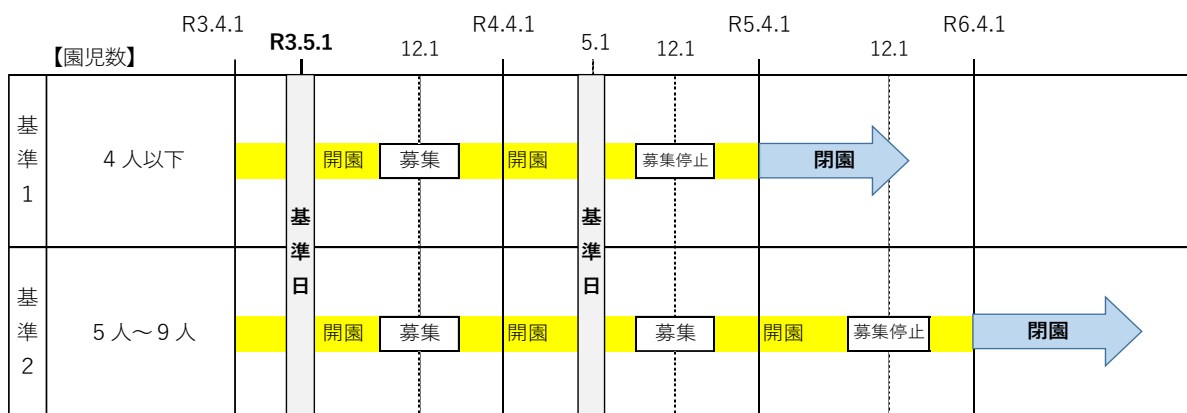 R3.4.1 R4.4.1 R5.4.1 R6.4.1
R3.5.1 12.1 5.1 12.1 12.1
【園児数】
基準1 4人以下 開園 募集 開園 募集停止 閉園
基準日 基準日
基準2 5人～9人 開園 募集 開園 募集 開園 募集停止 閉園